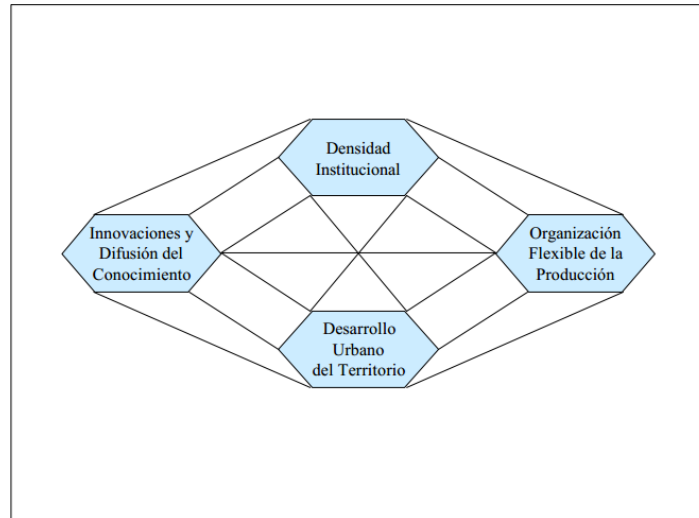 Densidad
Institucional
Innovaciones y
Difusión del
Conocimiento
Organización
Flexible de la
Producción
Desarrollo
Urbano
del Territorio